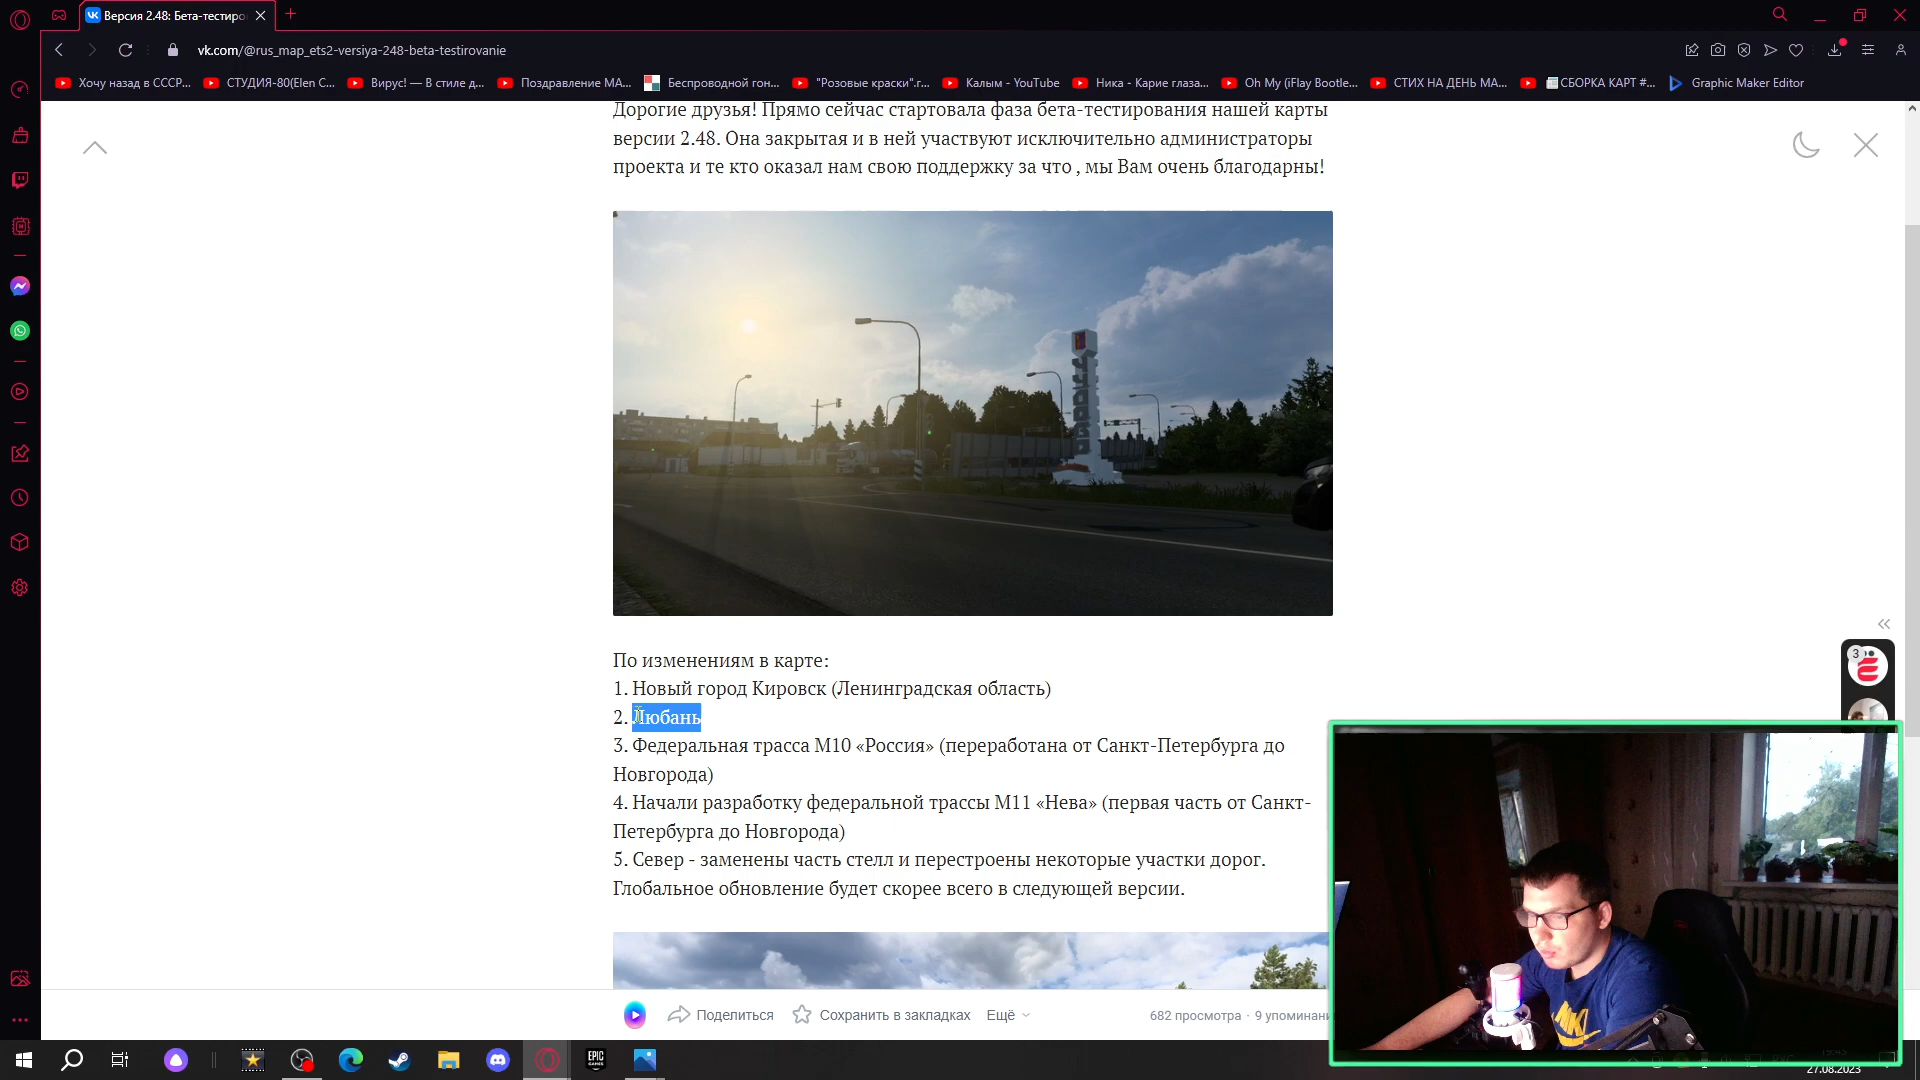 Версия 2.48: Бета-тестиро
vk.com/@rus_map_ets2-versiya-248-beta-testirovanie
Хочу назад в СССР...
СТУДИЯ-80(Elen C...
Вирус! — В стиле д...
Поздравление МА...
Беспроводной гон...
"Розовые краски".г...
Калым - YouTube
Ника - Карие глаза...
Oh My (iFlay Bootle...
СТИХ НА ДЕНЬ МА...
СБОРКА КАРТ #...
Graphic Maker Editor
Дорогие друзья! Прямо сейчас стартовала фаза бета-тестирования нашей карты
версии 2.48. Она закрытая и в ней участвуют исключительно администраторы
проекта и те кто оказал нам свою поддержку за что , мы Вам очень благодарны!
По изменениям в карте:
1. Новый город Кировск (Ленинградская область)
2. Любань
3. Федеральная трасса М10 «Россия» (переработана от Санкт-Петербурга до
Новгорода)
4. Начали разработку федеральной трассы М11 «Нева» (первая часть от Санкт-
Петербурга до Новгорода)
5. Север - заменены часть стелл и перестроены некоторые участки дорог.
Глобальное обновление будет скорее всего в следующей версии.
3
Поделиться
Сохранить в закладках
Ещё
682 просмотра · 9 упоминани
EPIC
GAMES
27.08.2023